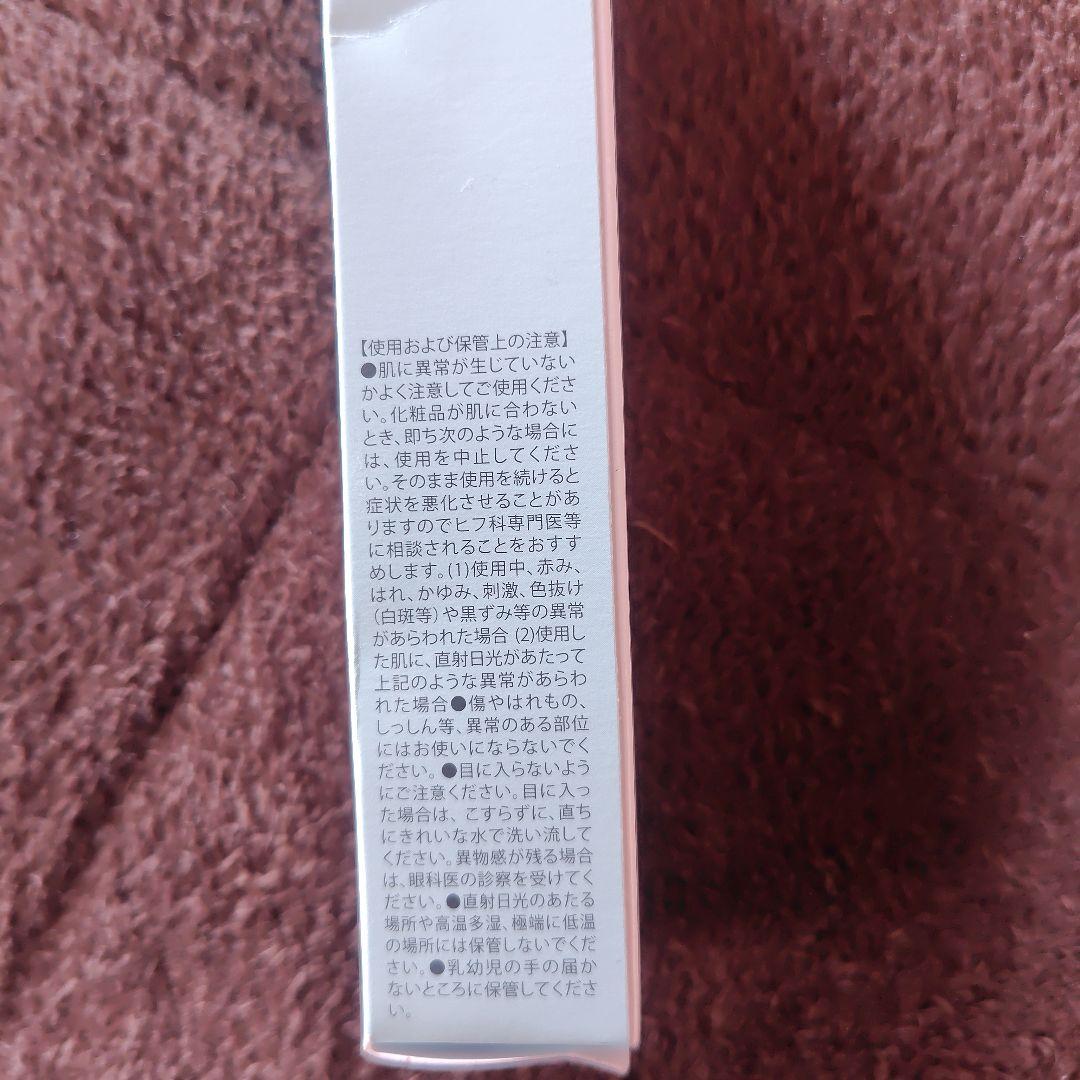 【使用および保管上の注意】
●肌に異常が生じていない
かよく注意してご使用くださ
い。化粧品が肌に合わない
とき、即ち次のような場合に
は、使用を中止してくださ
い。そのまま使用を続けると
症状を悪化させることがあ
りますのでヒフ科専門医等
に相談されることをおすす
めします。(1)使用中、赤み、
はれ、かゆみ、刺激、色抜け
(白斑等)や黒ずみ等の異常
があらわれた場合 (2)使用し
た肌に、直射日光があたって
上記のような異常があらわ
れた場合●傷やはれもの、
しっしん等、異常のある部位
にはお使いにならないでく
ださい。●目に入らないよう
にご注意ください。目に入っ
た場合は、こすらずに、直ち
にきれいな水で洗い流して
ください。異物感が残る場合
は、眼科医の診察を受けてく
ださい。●直射日光のあたる
場所や高温多湿、極端に低温
の場所には保管しないでくだ
さい。●乳幼児の手の届か
ないところに保管してくださ
い。